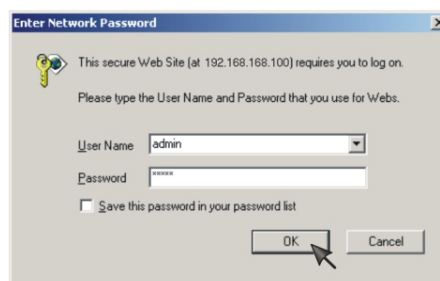 Enter Network Password
This secure Web Site (at 192.168.168.100) requires you to log on.
Please type the User Name and Password that you use for Webs.
User Name admin
Password *****
Save this password in your password list
OK Cancel